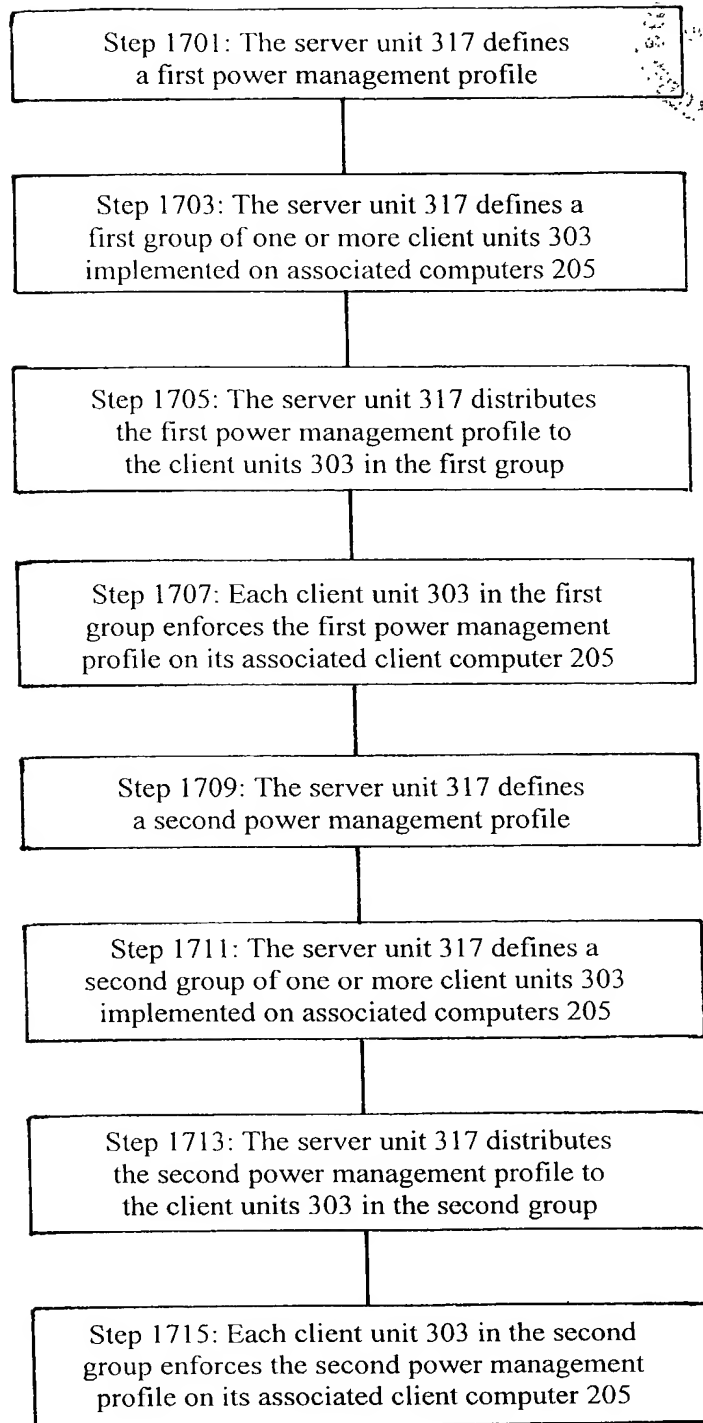 Step 1701: The server unit 317 defines
a first power management profile
Step 1703: The server unit 317 defines a
first group of one or more client units 303
implemented on associated computers 205
Step 1705: The server unit 317 distributes
the first power management profile to
the client units 303 in the first group
Step 1707: Each client unit 303 in the first
group enforces the first power management
profile on its associated client computer 205
Step 1709: The server unit 317 defines
a second power management profile
Step 1711: The server unit 317 defines a
second group of one or more client units 303
implemented on associated computers 205
Step 1713: The server unit 317 distributes
the second power management profile to
the client units 303 in the second group
Step 1715: Each client unit 303 in the second
group enforces the second power management
profile on its associated client computer 205